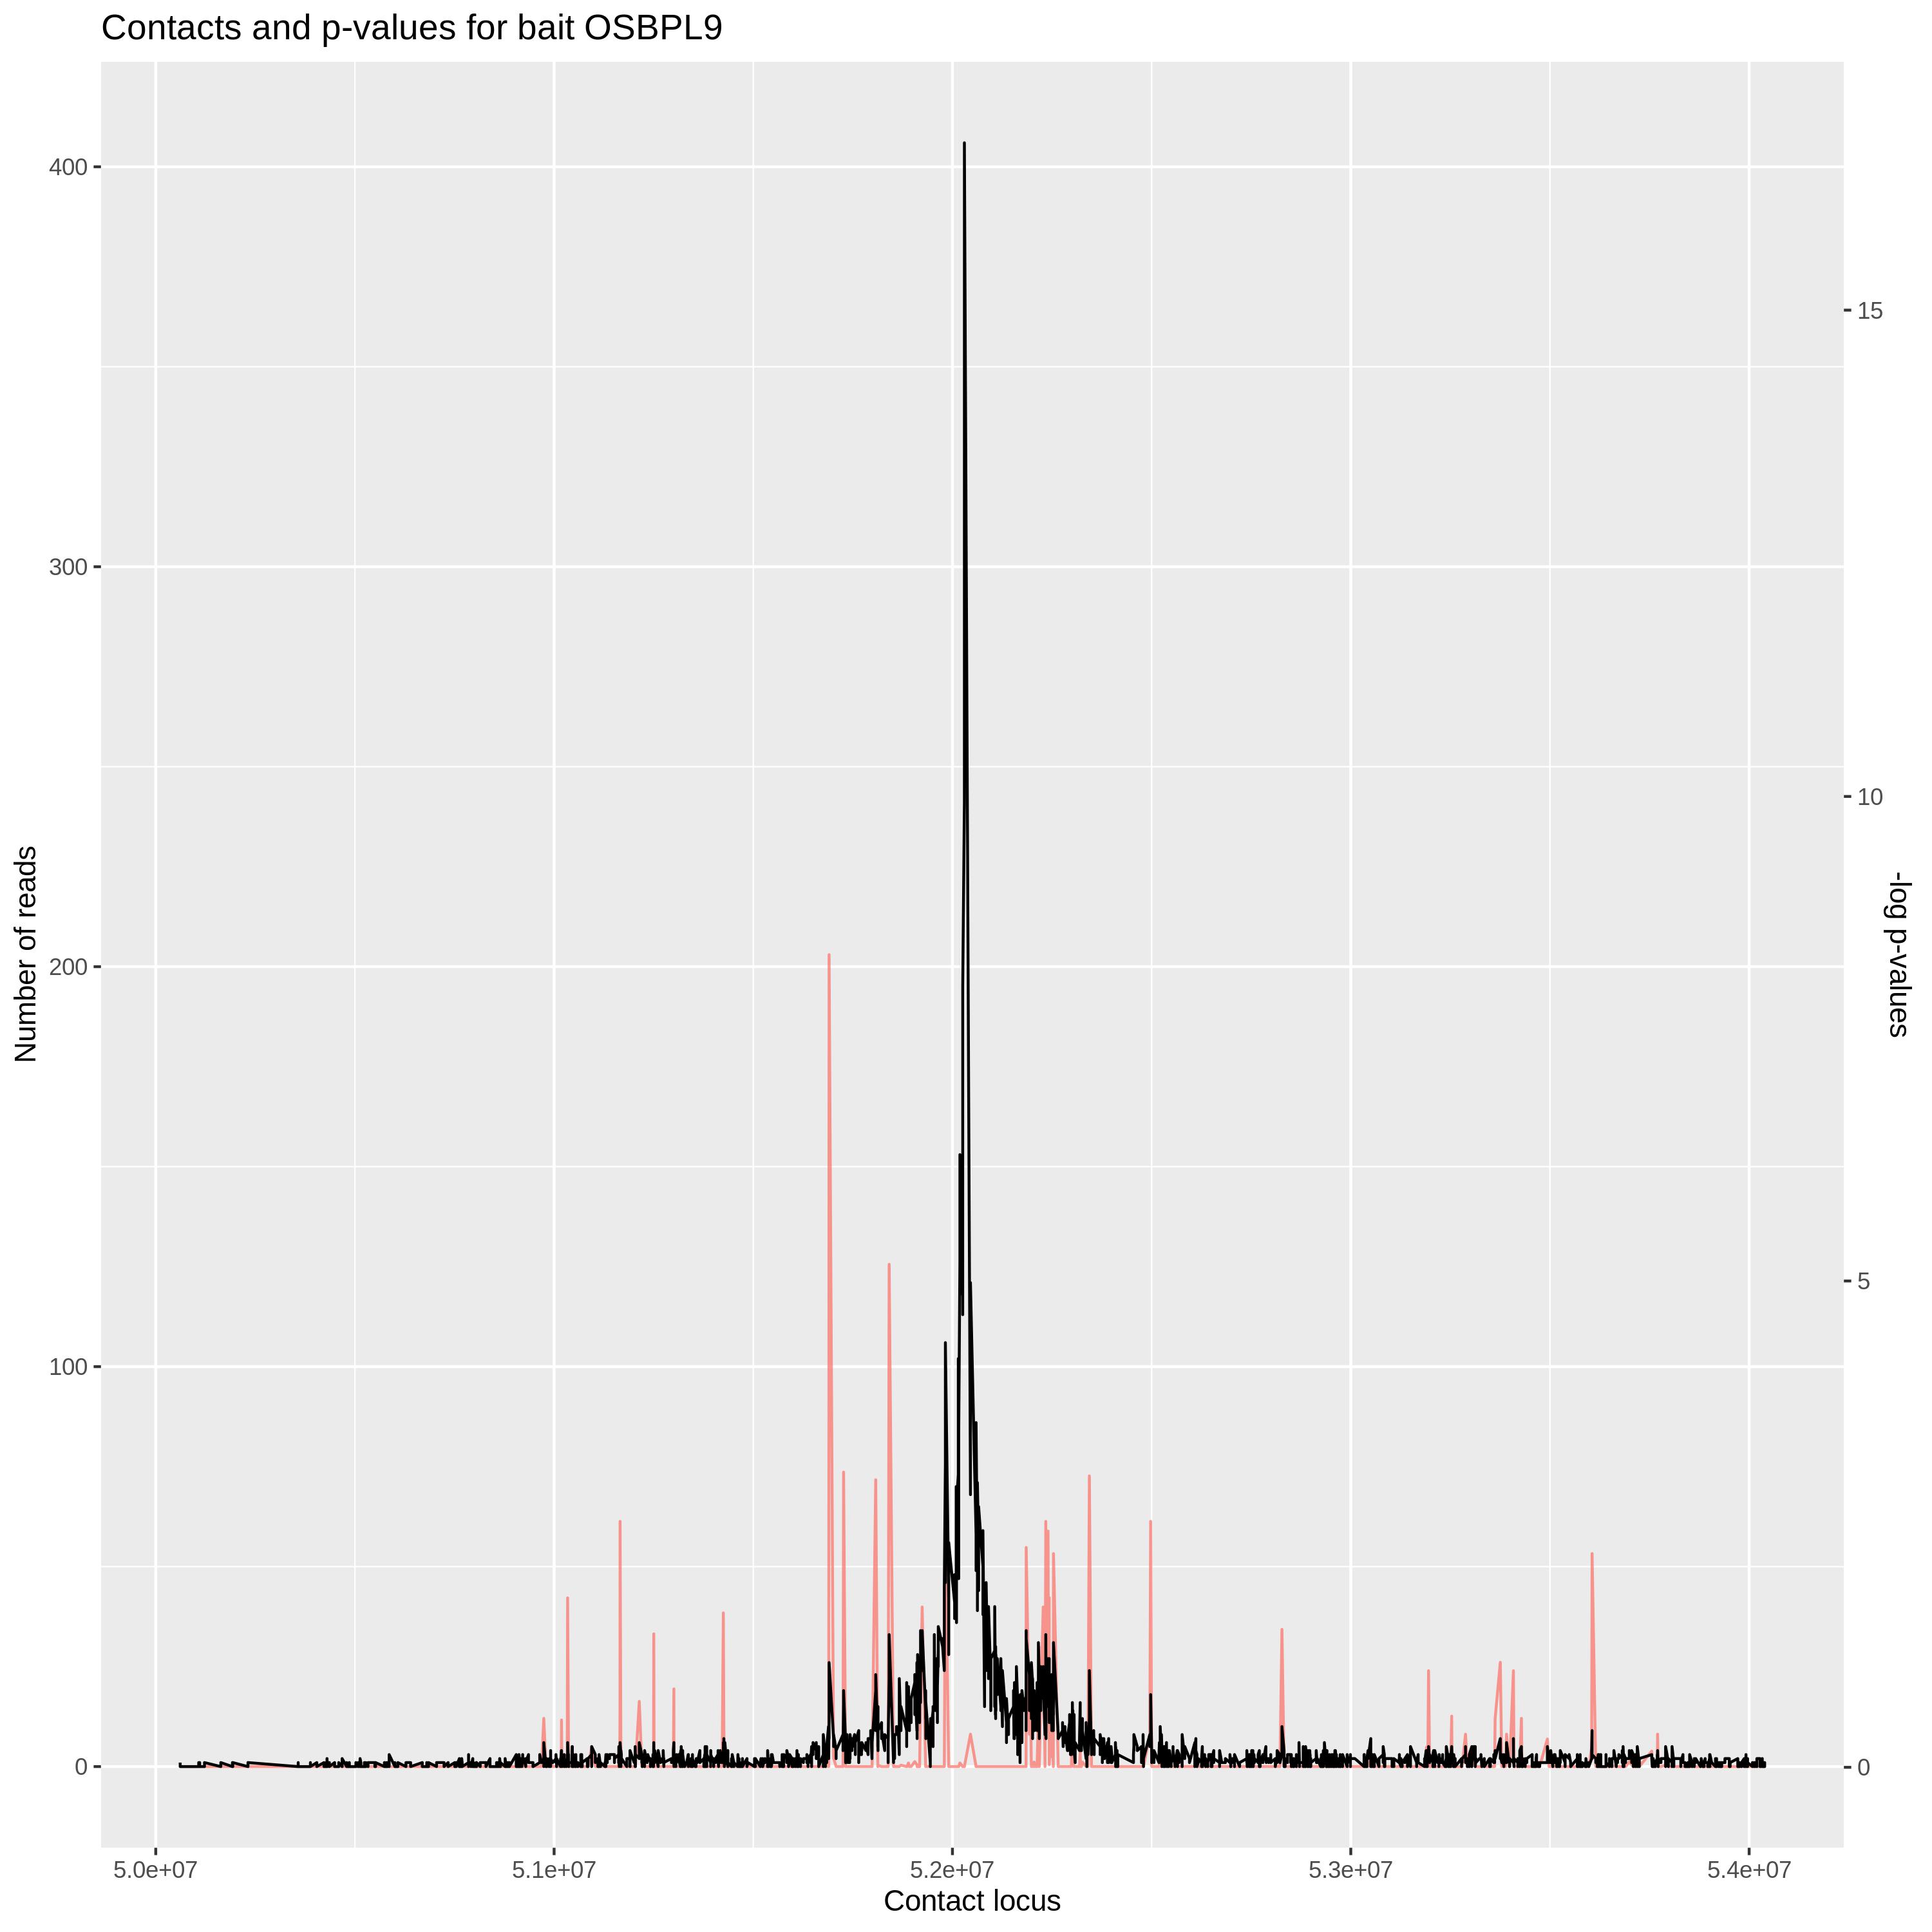 Contacts and p-values for bait OSBPL9
400
300
200
100
0
15
10
5
0
Number of reads
-log p-values
5.0e+07 5.1e+07 5.2e+07 5.3e+07 5.4e+07
Contact locus